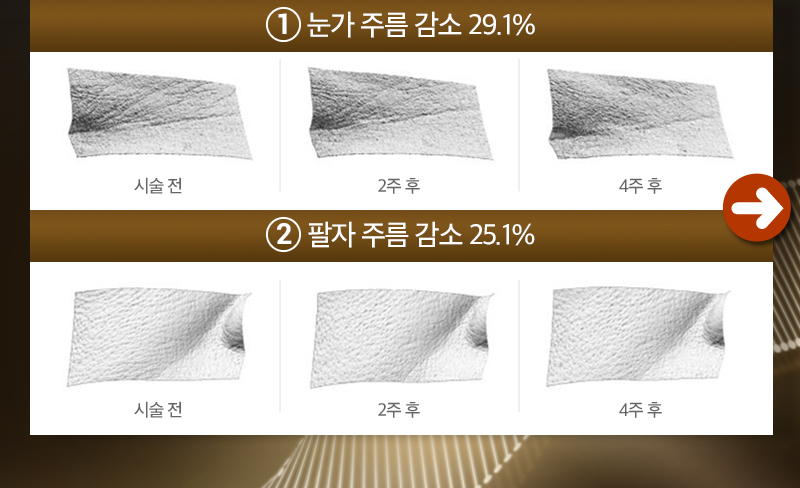 ① 눈가 주름 감소 29.1%
시술 전 2주 후 4주 후
② 팔자 주름 감소 25.1%
시술 전 2주 후 4주 후